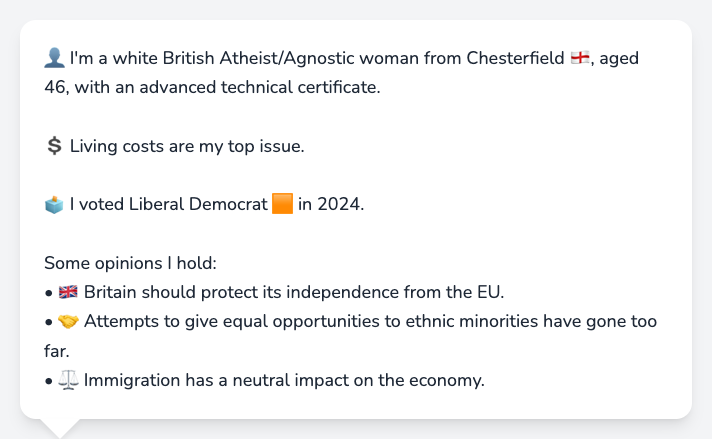 👤 I'm a white British Atheist/Agnostic woman from Chesterfield 🏴󠁧󠁢󠁥󠁮󠁧󠁿, aged
46, with an advanced technical certificate.
💲 Living costs are my top issue.
🗳️ I voted Liberal Democrat 🟧 in 2024.
Some opinions I hold:
• 🇬🇧 Britain should protect its independence from the EU.
• 🤝 Attempts to give equal opportunities to ethnic minorities have gone too
far.
• ⚖️ Immigration has a neutral impact on the economy.